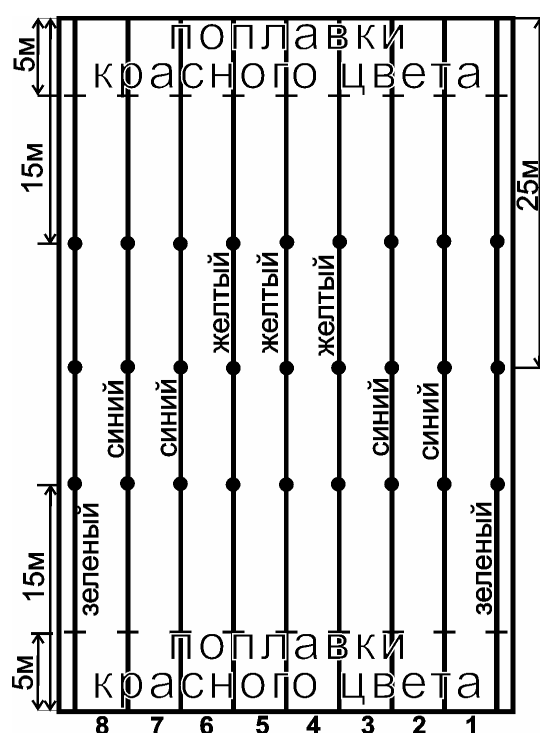 поплавки
красного цвета
5м
15м
25м
желтый
желтый
желтый
синий
синий
синий
синий
зеленый
зеленый
15м
5м
поплавки
красного цвета
8 7 6 5 4 3 2 1